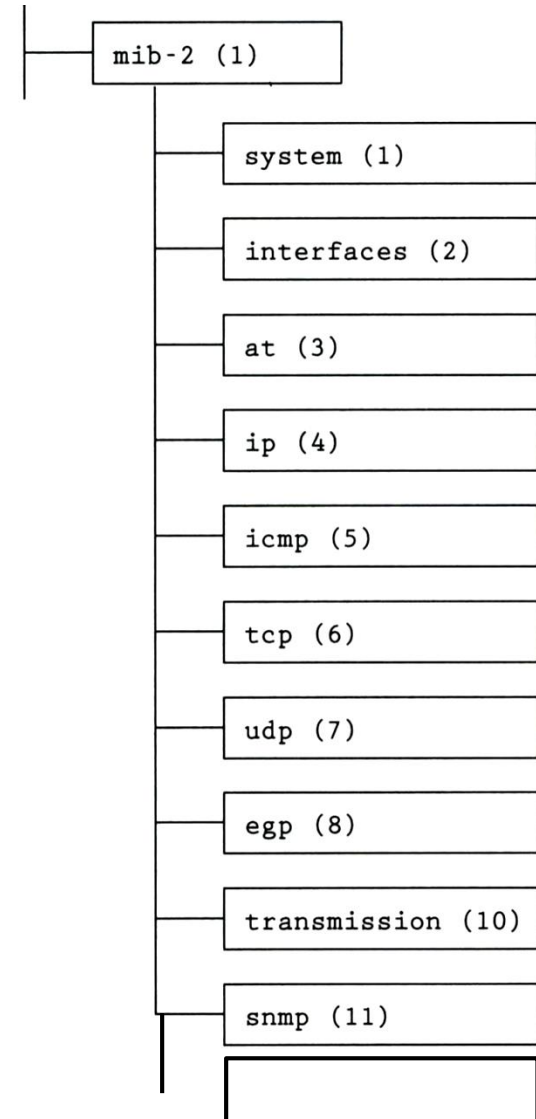 mib-2 (1)
system (1)
interfaces (2)
at (3)
ip (4)
icmp (5)
tcp (6)
udp (7)
egp (8)
transmission (10)
snmp (11)